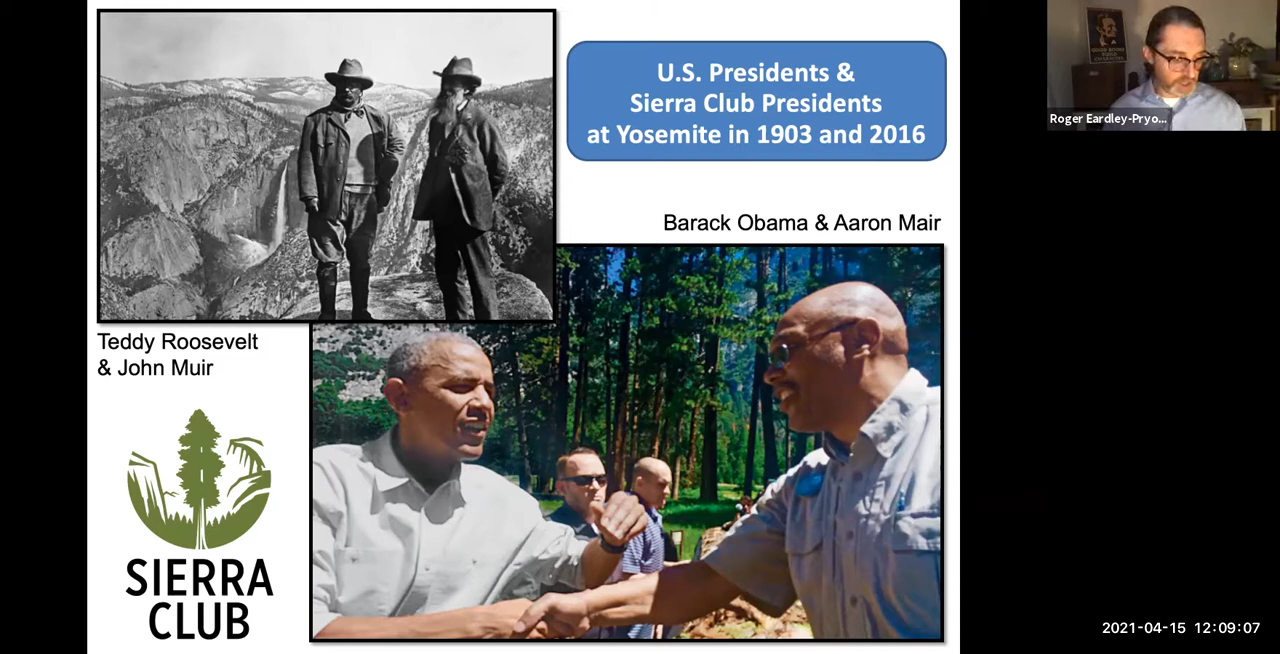 U.S. Presidents &
Sierra Club Presidents
at Yosemite in 1903 and 2016
Roger Eardley-Pryo...
Barack Obama & Aaron Mair
Teddy Roosevelt
& John Muir
SIERRA
CLUB
2021-04-15 12:09:07